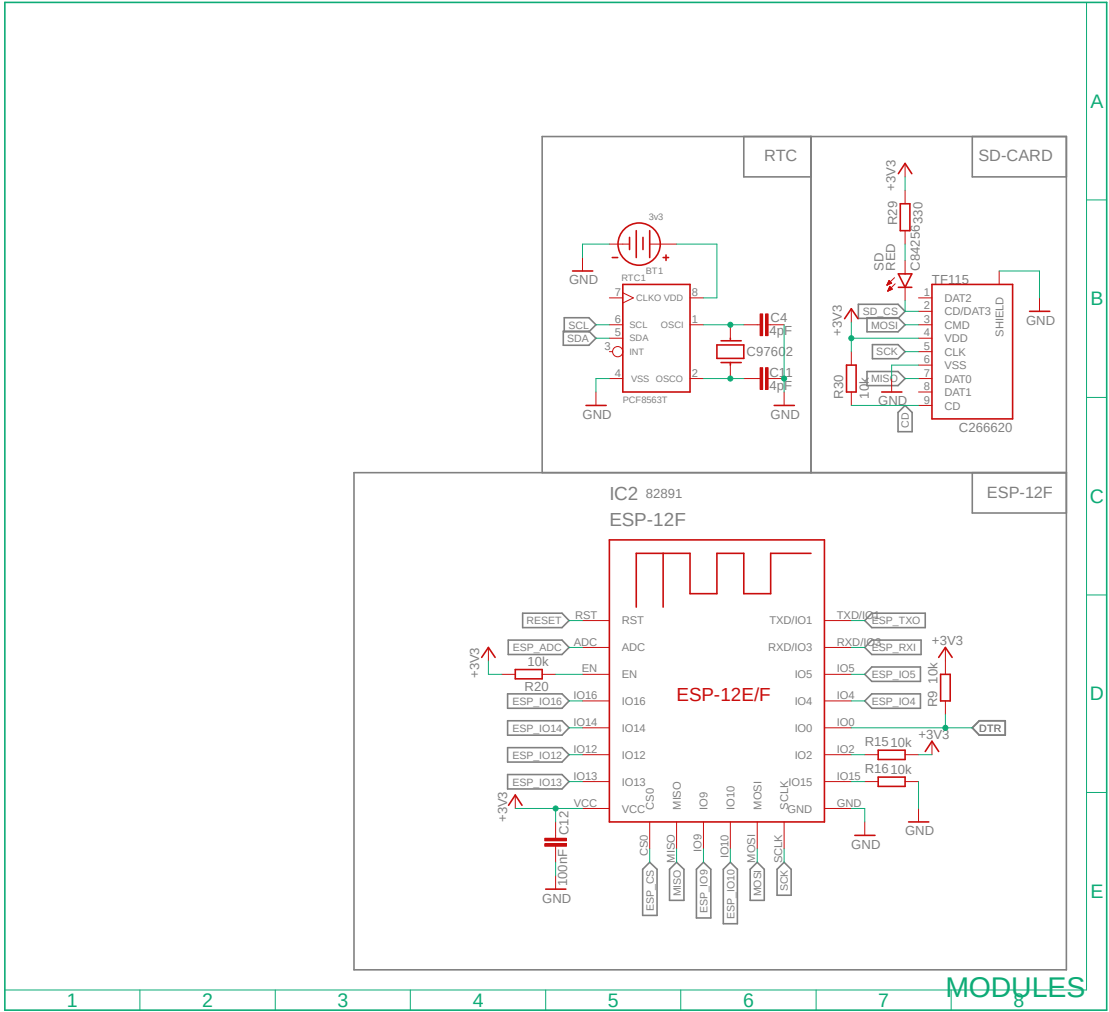 A
B
C
D
E
RTC
SD-CARD
3v3
BT1
GND
RTC1
7
CLKO
VDD
8
SCL
6
SCL
OSCI
1
SDA
5
SDA
3
INT
4
VSS
OSCO
2
PCF8563T
GND
C4
4pF
C97602
C11
4pF
GND
+3V3
R29
330
C84256
SD
RED
TF115
SHIELD
GND
+3V3
1
DAT2
SD_CS
2
CD/DAT3
MOSI
3
CMD
4
VDD
SCK
5
CLK
6
VSS
MISO
7
DAT0
8
DAT1
9
CD
R30
10k
GND
CD
C266620
ESP-12F
IC2
82891
ESP-12F
ESP-12E/F
RESET
RST
RST
ESP_ADC
ADC
ADC
+3V3
10k
R20
EN
EN
ESP_IO16
IO16
IO16
ESP_IO14
IO14
IO14
ESP_IO12
IO12
IO12
ESP_IO13
IO13
IO13
+3V3
VCC
VCC
C12
100nF
GND
TXD/IO1
TXD/IO1
ESP_TXO
RXD/IO3
RXD/IO3
ESP_RXI
IO5
IO5
ESP_IO5
IO4
IO4
ESP_IO4
+3V3
10k
R9
IO0
IO0
DTR
IO2
IO2
R15
10k
+3V3
IO15
IO15
R16
10k
GND
GND
GND
GND
CS0
MISO
IO9
IO10
MOSI
SCLK
CS0
MISO
IO9
IO10
MOSI
SCLK
ESP_CS
MISO
ESP_IO9
ESP_IO10
MOSI
SCK
MODULES
1
2
3
4
5
6
7
8